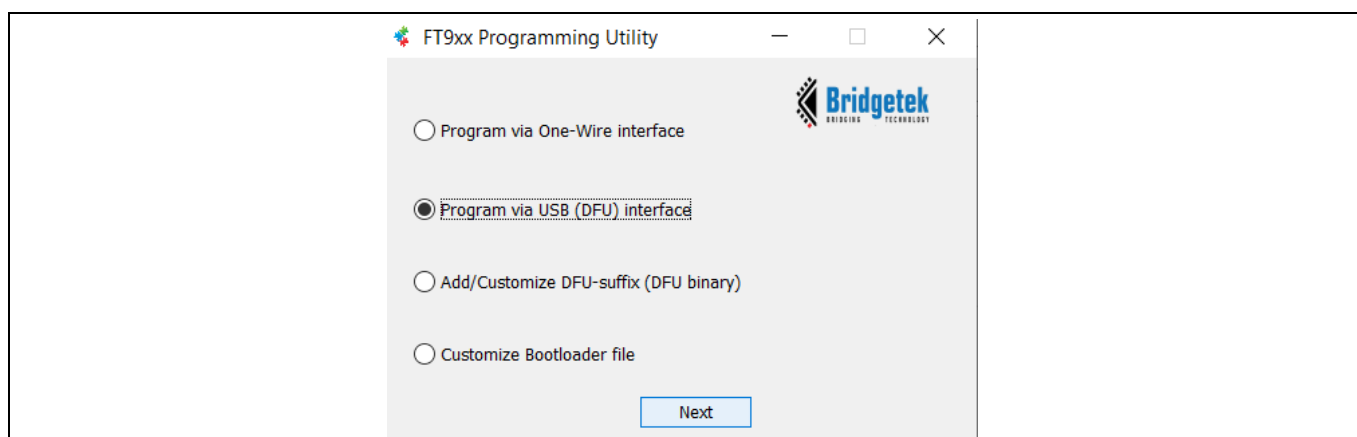 FT9xx Programming Utility
Bridgetek
BRIDGING TECHNOLOGY
Program via One-Wire interface
Program via USB (DFU) interface
Add/Customize DFU-suffix (DFU binary)
Customize Bootloader file
Next